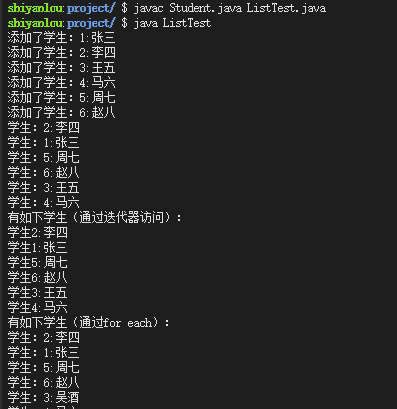 shiyanlou:project/ $ javac Student.java ListTest.java
shiyanlou:project/ $ java ListTest
添加了学生：1:张三
添加了学生：2:李四
添加了学生：3:王五
添加了学生：4:马六
添加了学生：5:周七
添加了学生：6:赵八
学生：2:李四
学生：1:张三
学生：5:周七
学生：6:赵八
学生：3:王五
学生：4:马六
有如下学生（通过迭代器访问）：
学生2:李四
学生1:张三
学生5:周七
学生6:赵八
学生3:王五
学生4:马六
有如下学生（通过for each）：
学生：2:李四
学生：1:张三
学生：5:周七
学生：6:赵八
学生：3:吴酒